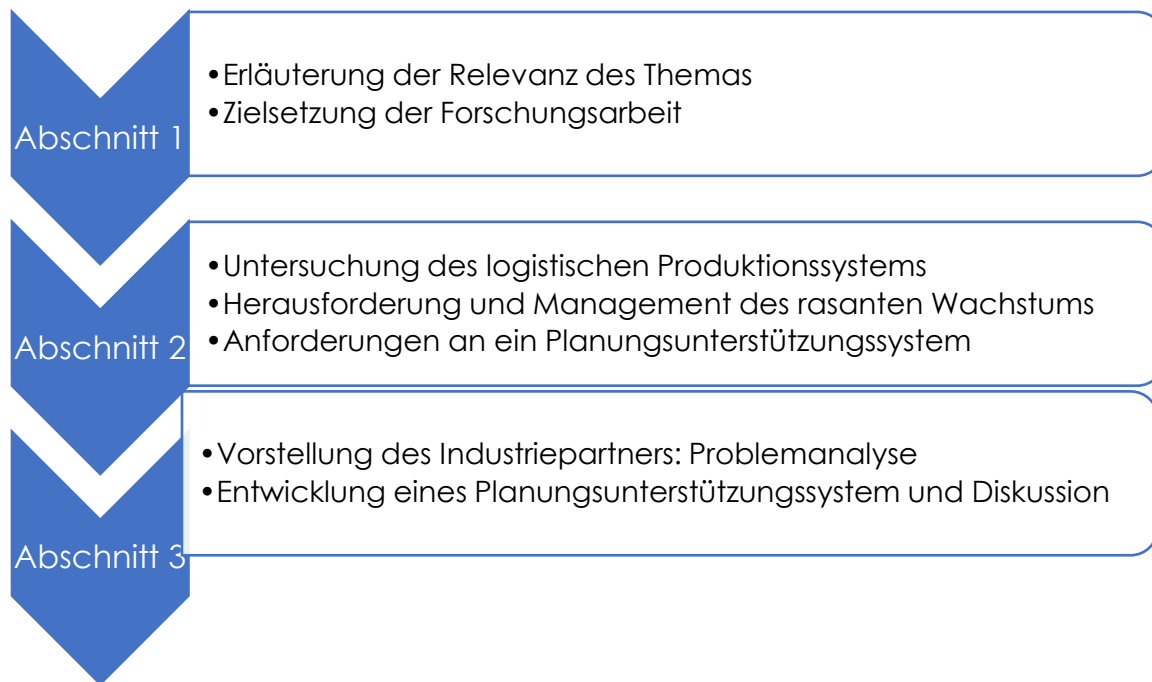 Abschnitt 1
•Erläuterung der Relevanz des Themas
•Zielsetzung der Forschungsarbeit
Abschnitt 2
•Untersuchung des logistischen Produktionssystems
•Herausforderung und Management des rasanten Wachstums
•Anforderungen an ein Planungsunterstützungssystem
Abschnitt 3
•Vorstellung des Industriepartners: Problemanalyse
•Entwicklung eines Planungsunterstützungssystem und Diskussion